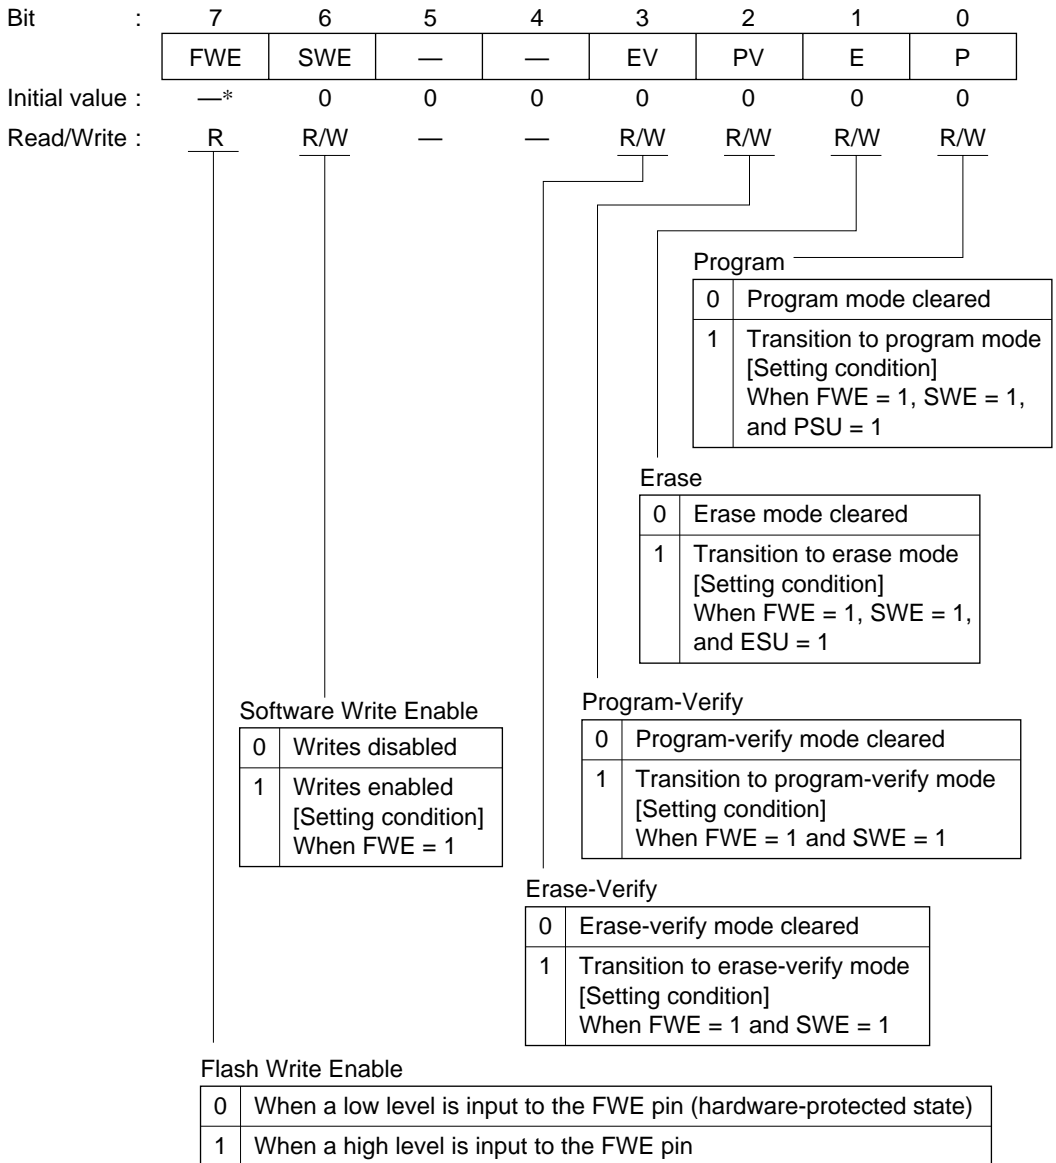 Bit : 7 6 5 4 3 2 1 0
FWE SWE — — EV PV E P
Initial value : —* 0 0 0 0 0 0 0
Read/Write : R R/W — — R/W R/W R/W R/W
Program
0 Program mode cleared
1 Transition to program mode
[Setting condition]
When FWE = 1, SWE = 1,
and PSU = 1
Erase
0 Erase mode cleared
1 Transition to erase mode
[Setting condition]
When FWE = 1, SWE = 1,
and ESU = 1
Software Write Enable
0 Writes disabled
1 Writes enabled
[Setting condition]
When FWE = 1
Program-Verify
0 Program-verify mode cleared
1 Transition to program-verify mode
[Setting condition]
When FWE = 1 and SWE = 1
Erase-Verify
0 Erase-verify mode cleared
1 Transition to erase-verify mode
[Setting condition]
When FWE = 1 and SWE = 1
Flash Write Enable
0 When a low level is input to the FWE pin (hardware-protected state)
1 When a high level is input to the FWE pin